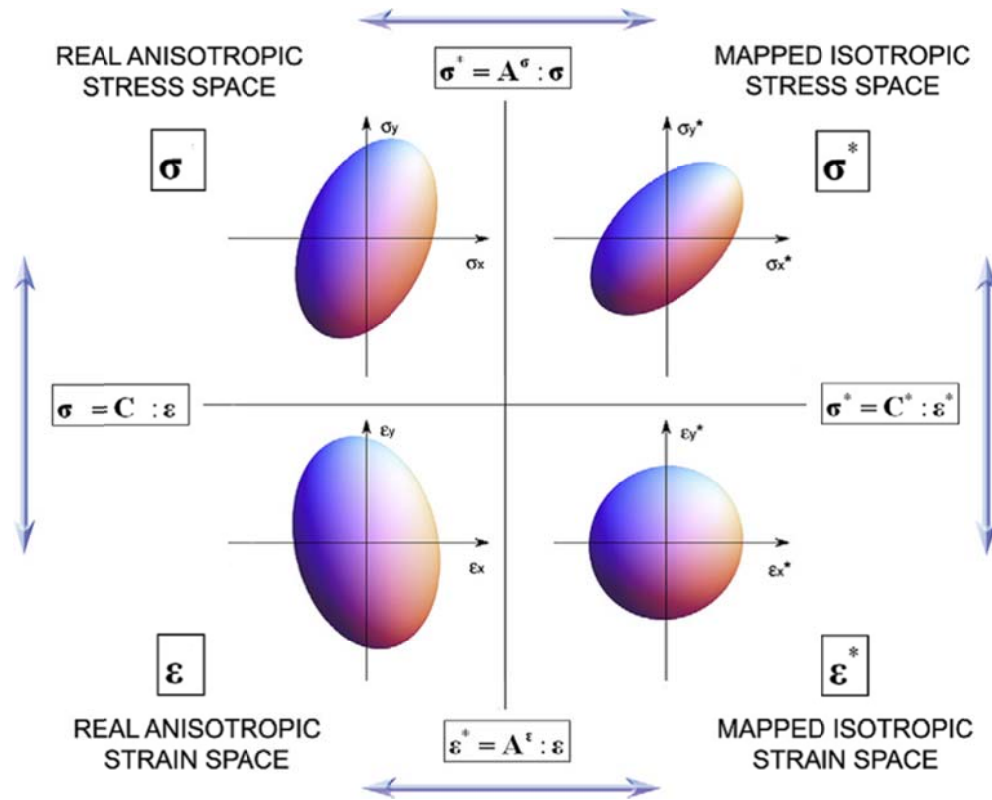 REAL ANISOTROPIC
STRESS SPACE
σ* = A^σ : σ
MAPPED ISOTROPIC
STRESS SPACE
σ
σy
σx
σy*
σx*
σ*
σ = C : ε
σ* = C* : ε*
εy
εx
εy*
εx*
ε
ε*
REAL ANISOTROPIC
STRAIN SPACE
ε* = A^ε : ε
MAPPED ISOTROPIC
STRAIN SPACE